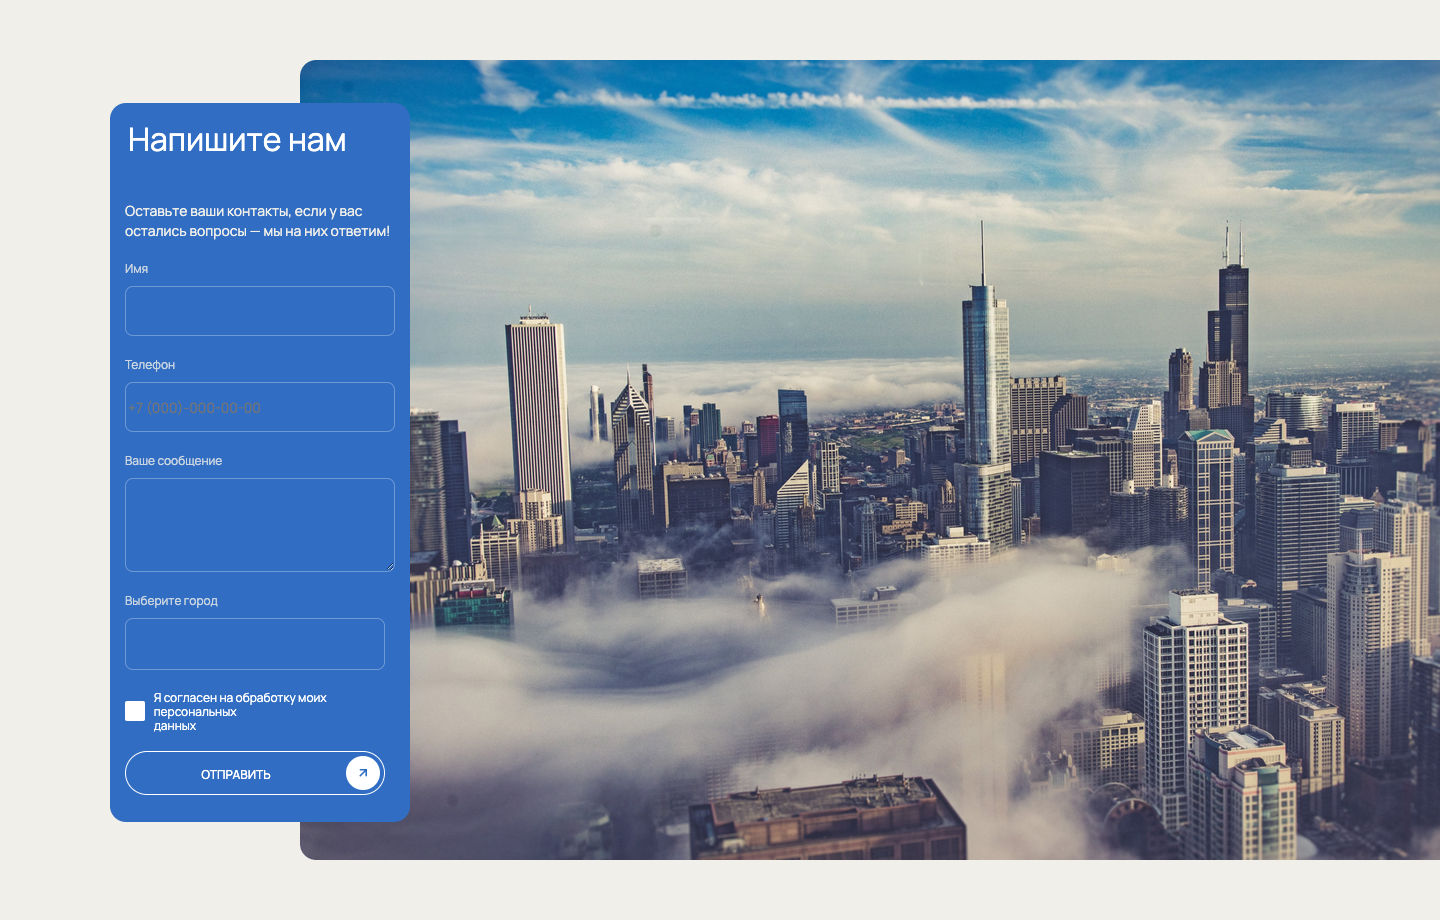 Напишите нам
Оставьте ваши контакты, если у вас
остались вопросы — мы на них ответим!
Имя
Телефон
+7 (000)-000-00-00
Ваше сообщение
Выберите город
Я согласен на обработку моих
персональных
данных
ОТПРАВИТЬ